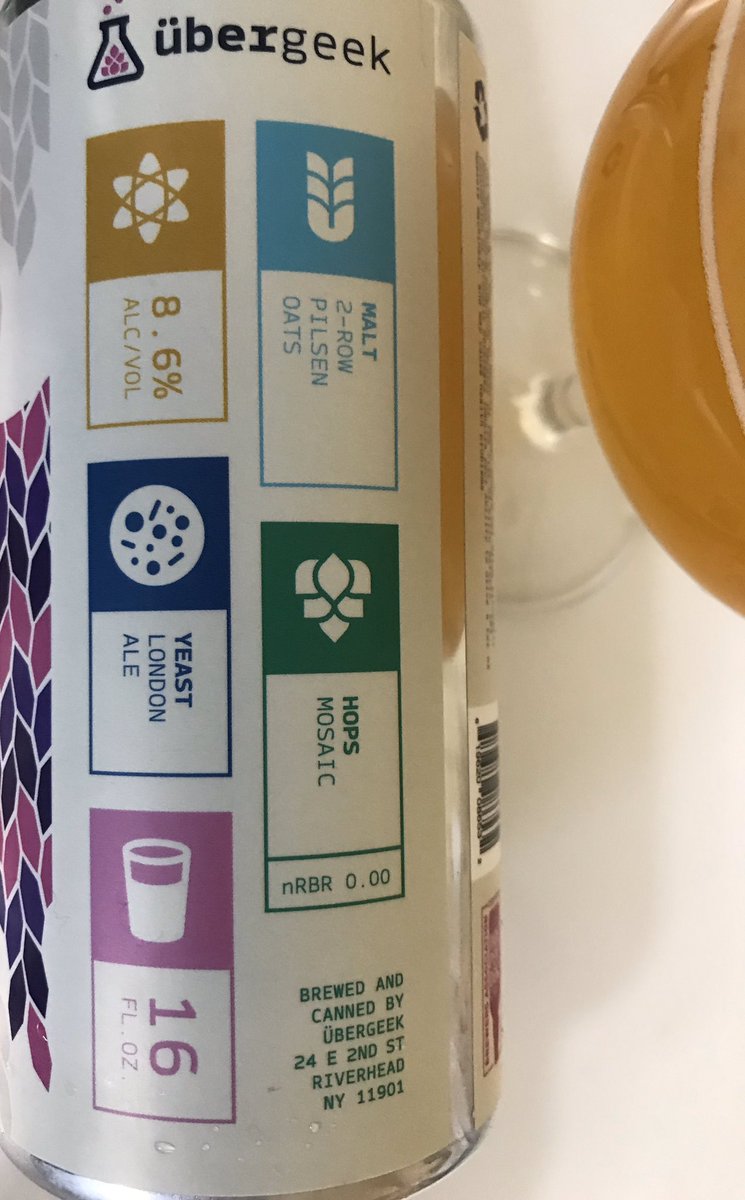 übergeek
8.6%
ALC/VOL
MALT
2-ROW
PILSEN
OATS
YEAST
LONDON
ALE
HOPS
MOSAIC
nRBR 0.00
16
FL.OZ.
BREWED AND
CANNED BY
ÜBERGEEK
24 E 2ND ST
RIVERHEAD
NY 11901